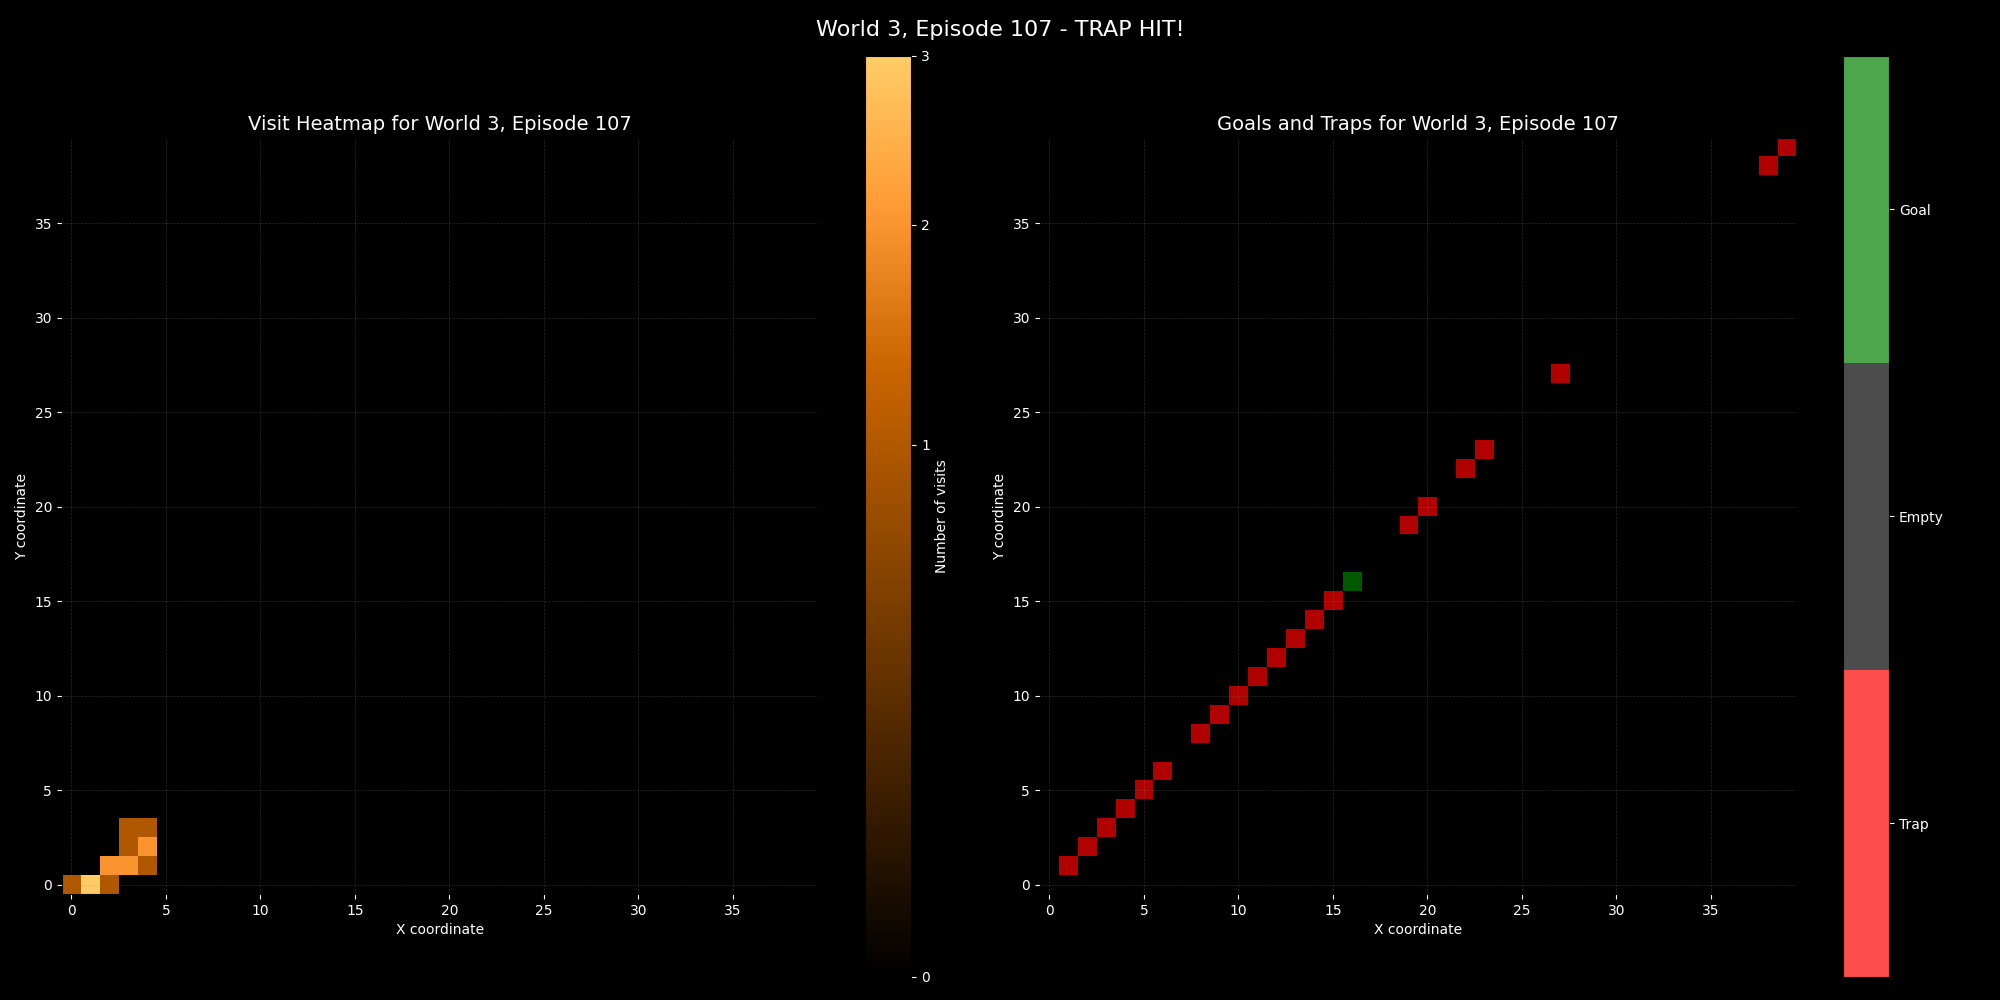 World 3, Episode 107 - TRAP HIT!
Visit Heatmap for World 3, Episode 107
35
30
25
20
15
10
5
0
0 5 10 15 20 25 30 35
X coordinate
Y coordinate
3
2
1
0
Number of visits
Goals and Traps for World 3, Episode 107
35
30
25
20
15
10
5
0
0 5 10 15 20 25 30 35
X coordinate
Y coordinate
Goal
Empty
Trap